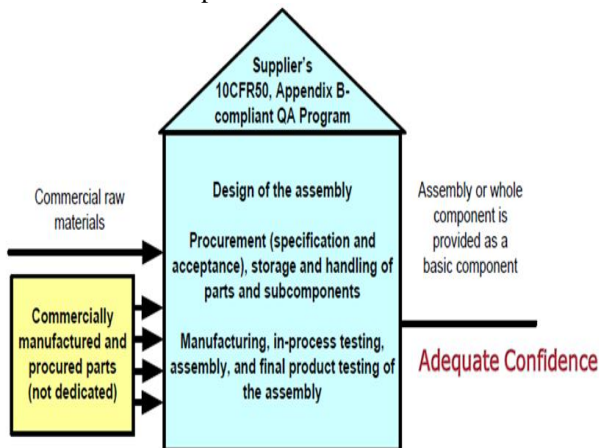 Supplier's
10CFR50, Appendix B-
compliant QA Program
Commercial raw
materials
Commercially
manufactured and
procured parts
(not dedicated)
Design of the assembly
Procurement (specification and
acceptance), storage and handling of
parts and subcomponents
Manufacturing, in-process testing,
assembly, and final product testing of
the assembly
Assembly or whole
component is
provided as a
basic component
Adequate Confidence